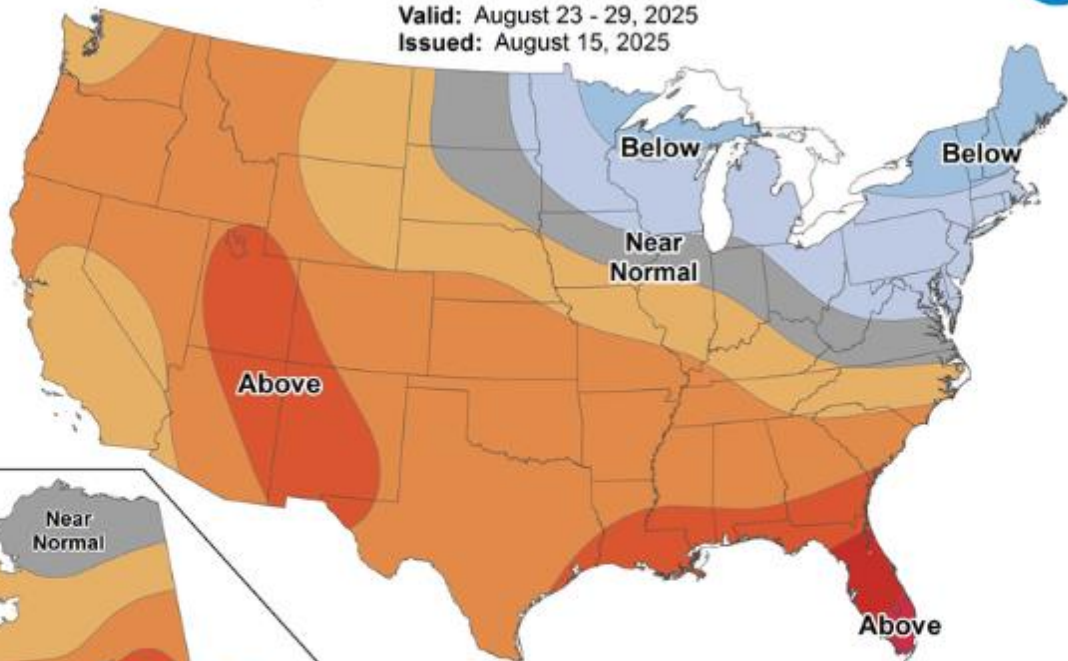 Valid: August 23 - 29, 2025
Issued: August 15, 2025
Below
Below
Near
Normal
Above
Near
Normal
Above